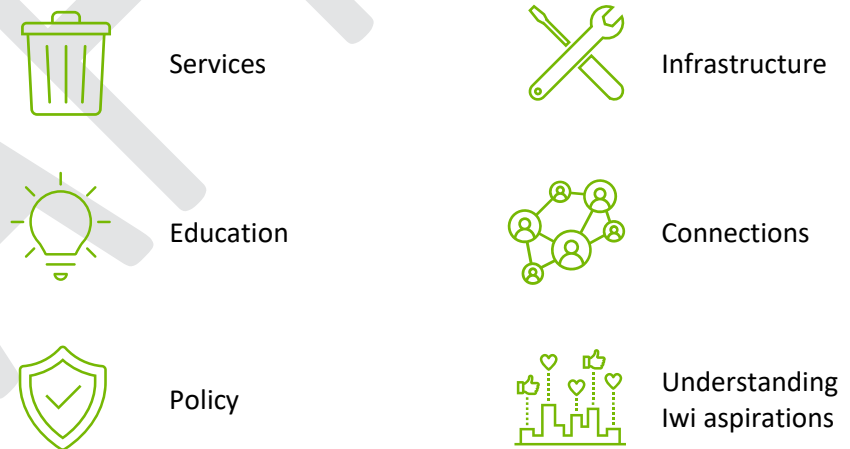 Services
Infrastructure
Education
Connections
Policy
Understanding
Iwi aspirations